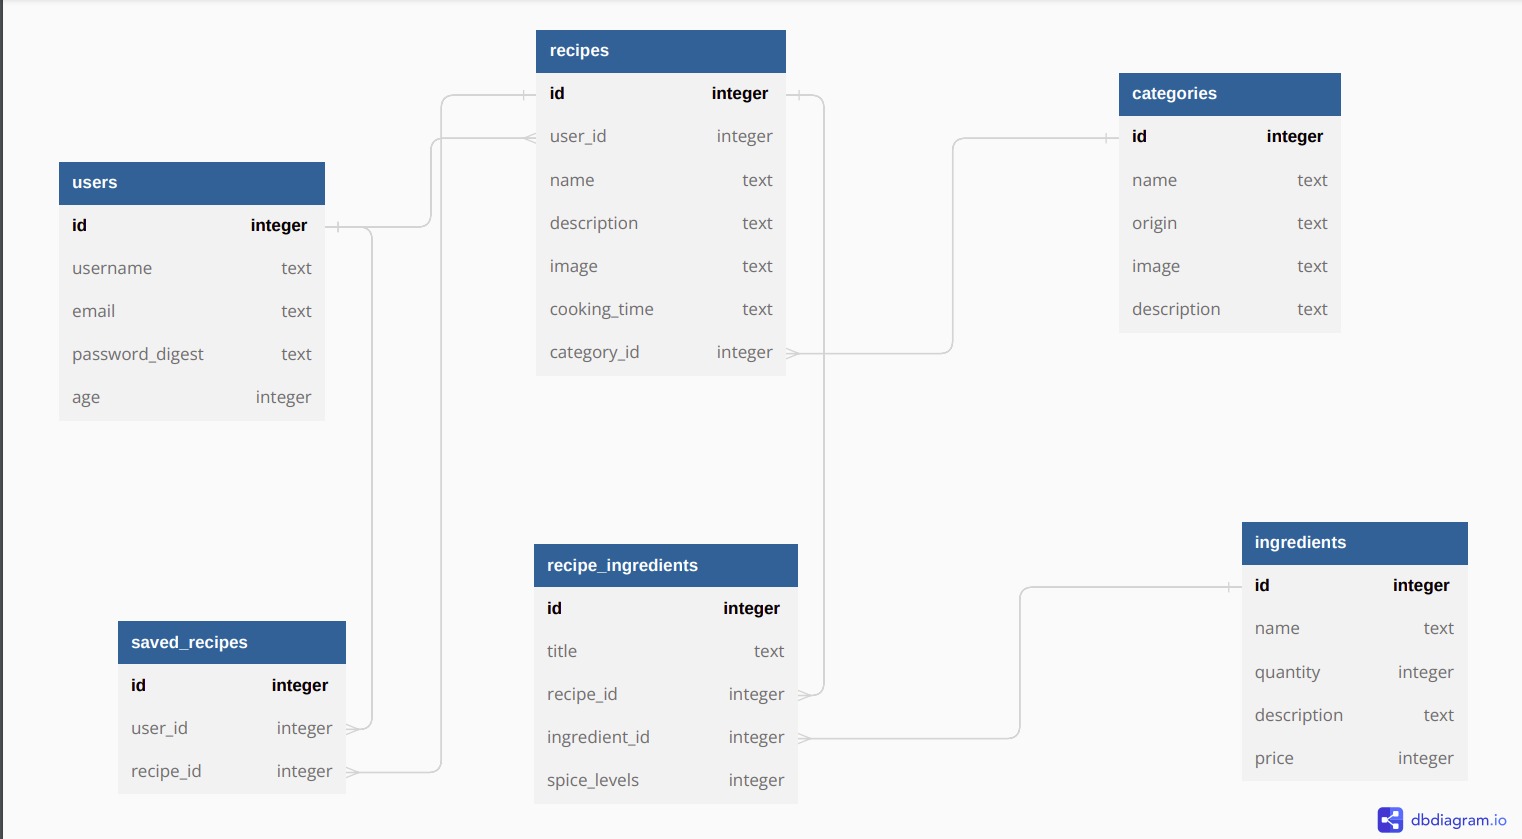 recipes
id integer
user_id integer
name text
description text
image text
cooking_time text
category_id integer
categories
id integer
name text
origin text
image text
description text
users
id integer
username text
email text
password_digest text
age integer
recipe_ingredients
id integer
title text
recipe_id integer
ingredient_id integer
spice_levels integer
ingredients
id integer
name text
quantity integer
description text
price integer
saved_recipes
id integer
user_id integer
recipe_id integer
dbdiagram.io